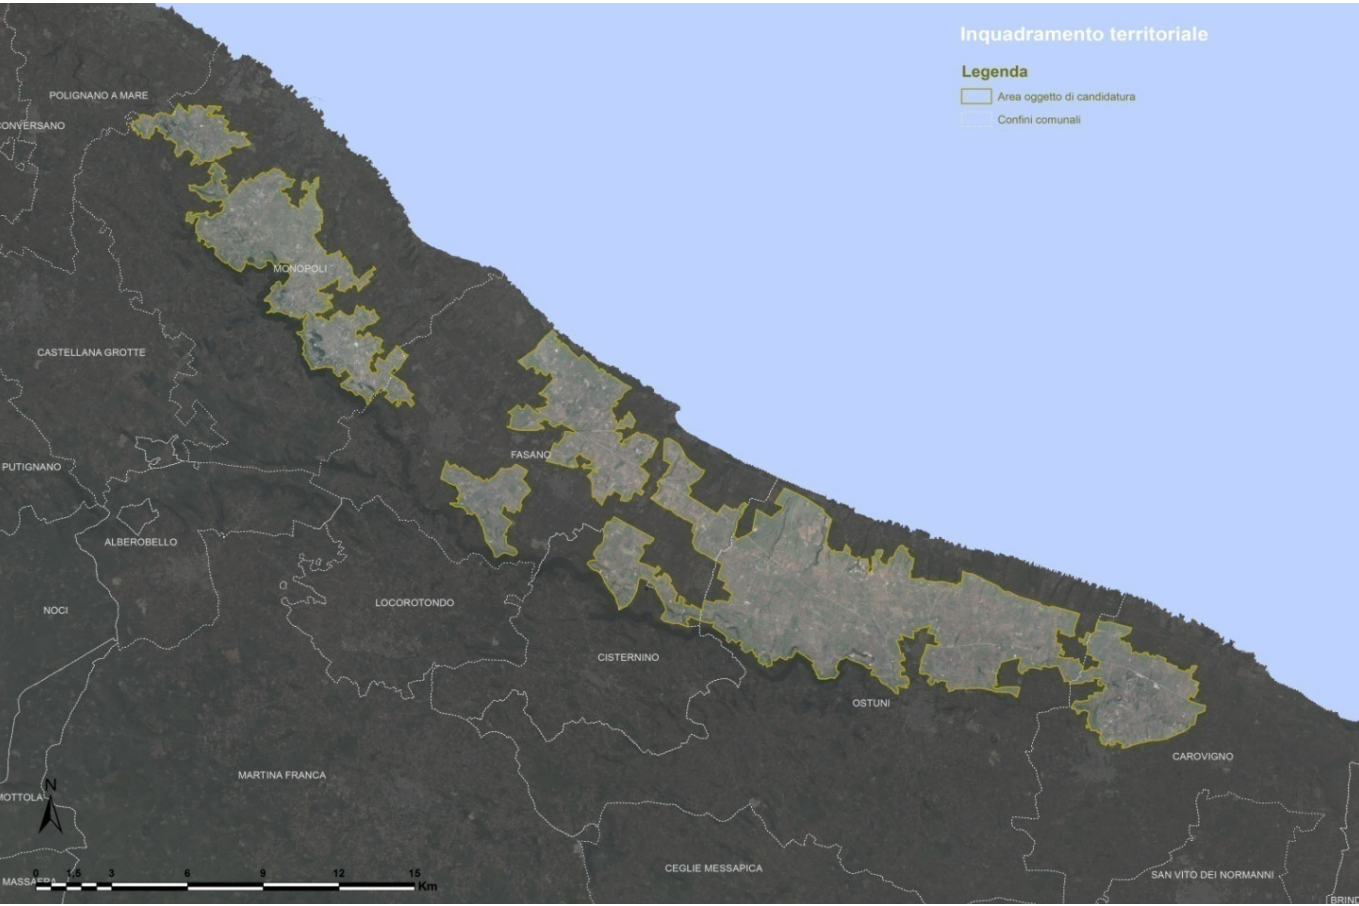 Inquadramento territoriale
Legenda
Area oggetto di candidatura
Confini comunali
POLIGNANO A MARE
CONVERSANO
MONOPOLI
CASTELLANA GROTTE
FASANO
PUTIGNANO
ALBEROBELLO
NOCI
LOCOROTONDO
CISTERNINO
OSTUNI
CAROVIGNO
MARTINA FRANCA
N
MOTTOLA
CEGLIE MESSAPICA
SAN VITO DEI NORMANNI
MASSAFRA
0 1,5 3 6 9 12 15
Km
BRIND